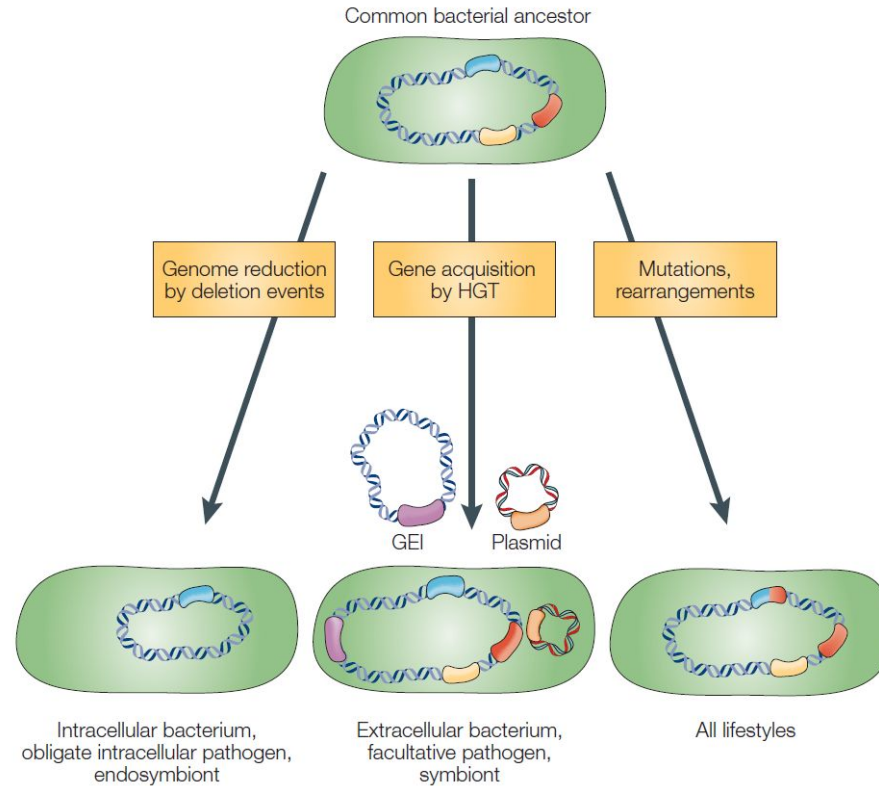 Common bacterial ancestor
Genome reduction
by deletion events
Gene acquisition
by HGT
Mutations,
rearrangements
GEI
Plasmid
Intracellular bacterium,
obligate intracellular pathogen,
endosymbiont
Extracellular bacterium,
facultative pathogen,
symbiont
All lifestyles